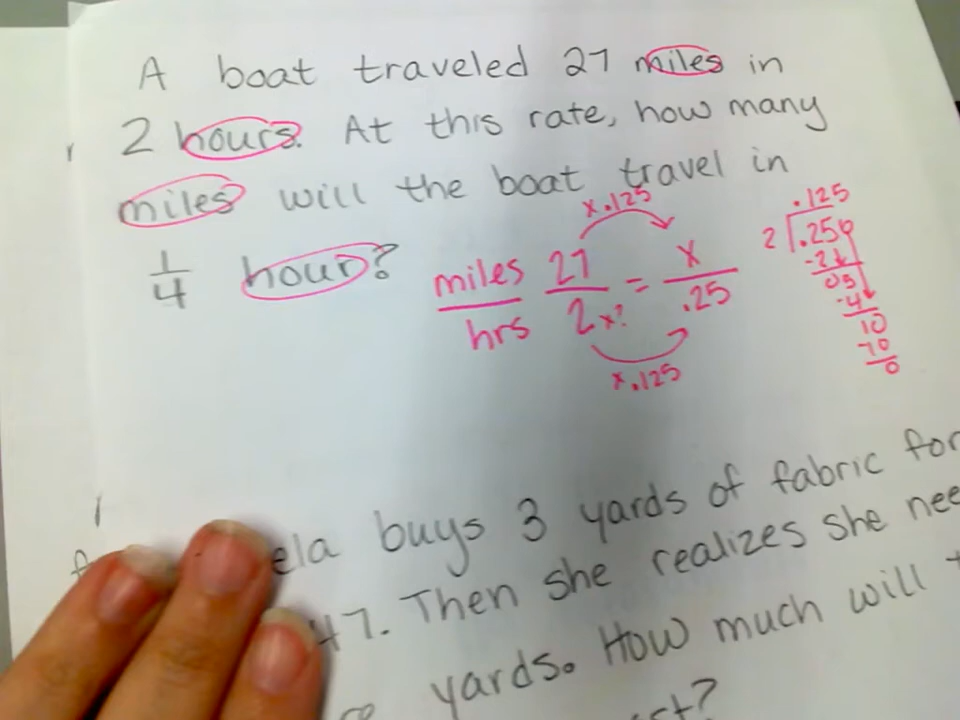 A boat traveled 27 miles in
2 hours. At this rate, how many
miles will the boat travel in
1/4 hour?
x.125
miles/hrs 27/2 x? = x/.25
x.125
.125
2 .250
-2
05
-4
10
-10
0
ela buys 3 yards of fabric for
47. Then she realizes she nee
yards. How much will